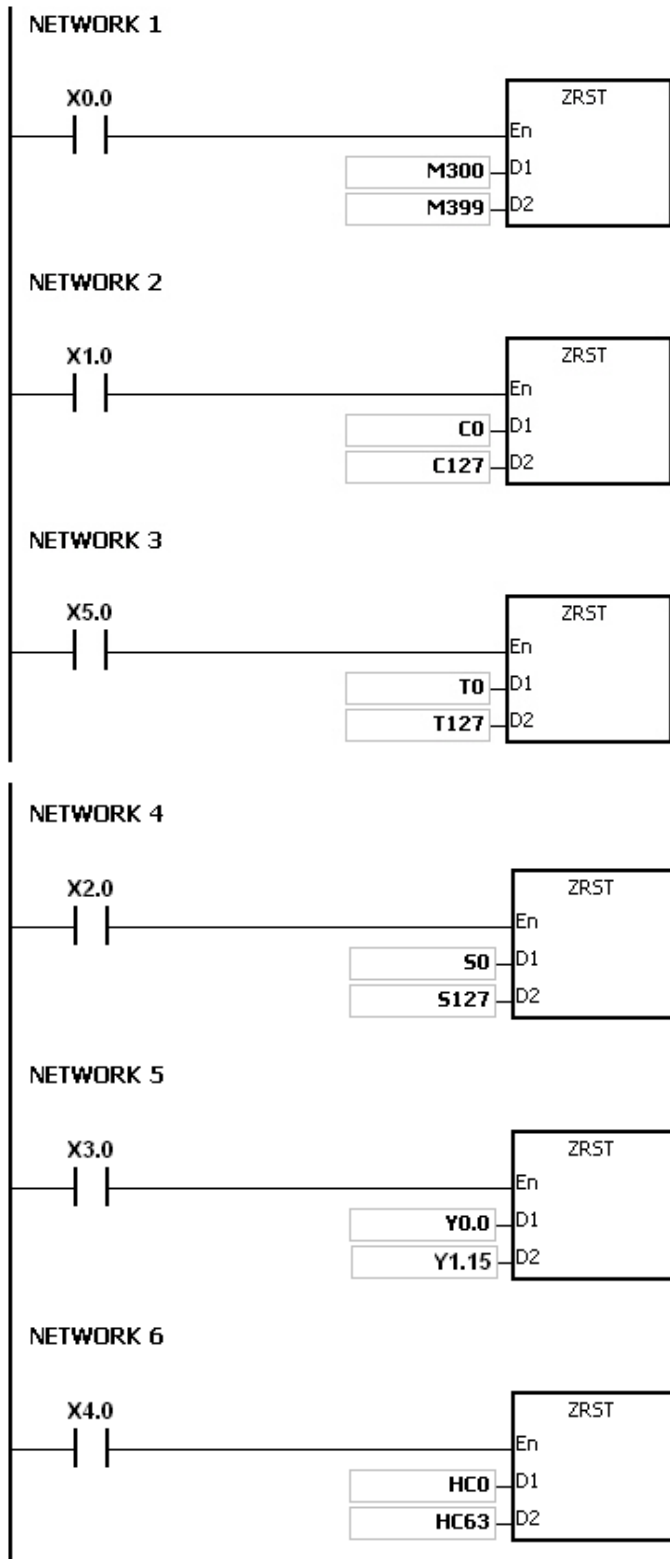 NETWORK 1
X0.0
ZRST
En
M300 D1
M399 D2
NETWORK 2
X1.0
ZRST
En
C0 D1
C127 D2
NETWORK 3
X5.0
ZRST
En
T0 D1
T127 D2
NETWORK 4
X2.0
ZRST
En
S0 D1
S127 D2
NETWORK 5
X3.0
ZRST
En
Y0.0 D1
Y1.15 D2
NETWORK 6
X4.0
ZRST
En
HC0 D1
HC63 D2